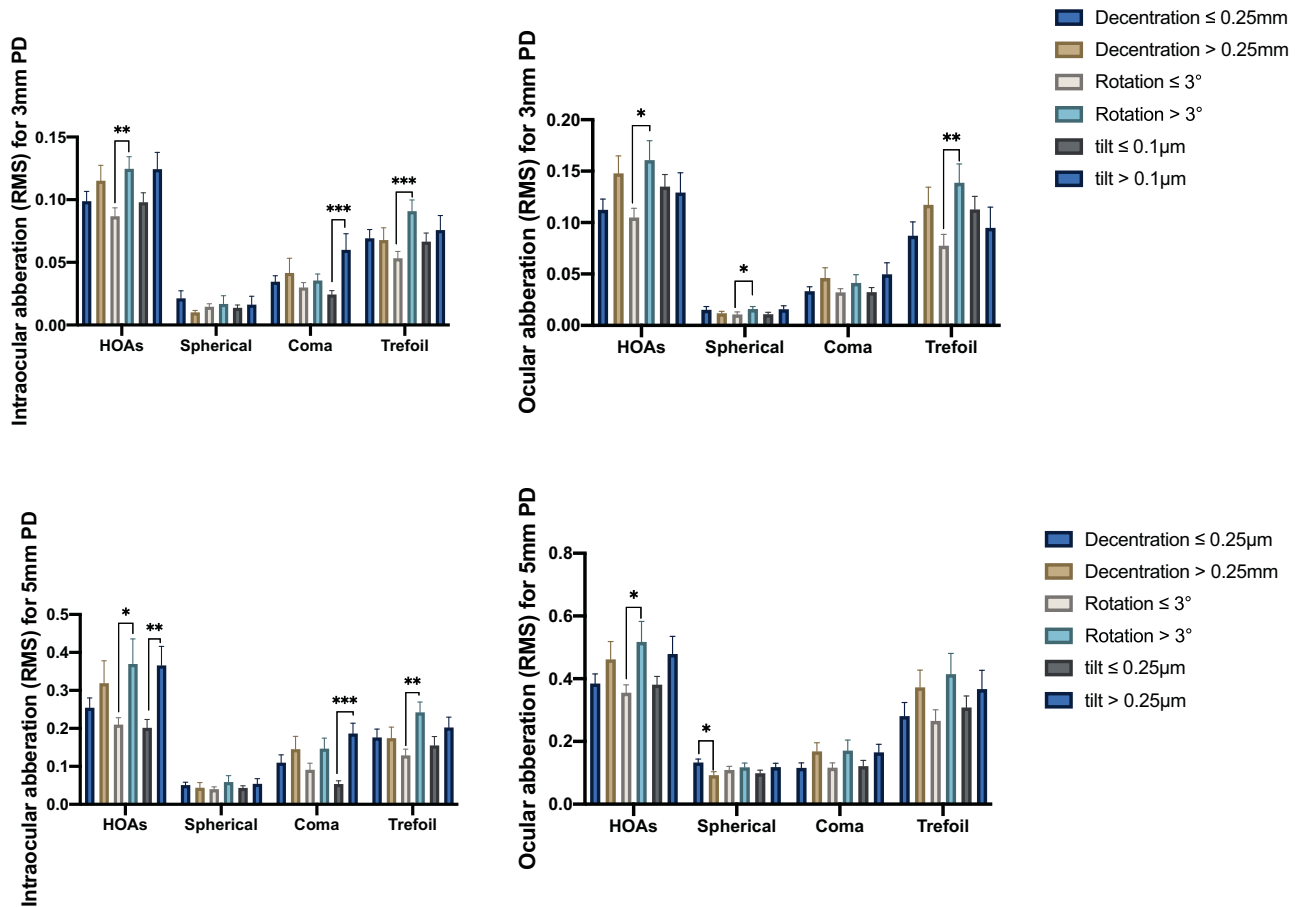 Intraocular abberation (RMS) for 3mm PD
0.15
0.10
0.05
0.00
**
***
***
HOAs Spherical Coma Trefoil
Ocular abberation (RMS) for 3mm PD
0.20
0.15
0.10
0.05
0.00
*
*
**
HOAs Spherical Coma Trefoil
Decentration ≤ 0.25mm
Decentration > 0.25mm
Rotation ≤ 3°
Rotation > 3°
tilt ≤ 0.1µm
tilt > 0.1µm
Intraocular abberation (RMS) for 5mm PD
0.5
0.4
0.3
0.2
0.1
0.0
*
**
***
**
HOAs Spherical Coma Trefoil
Ocular abberation (RMS) for 5mm PD
0.8
0.6
0.4
0.2
0.0
*
*
HOAs Spherical Coma Trefoil
Decentration ≤ 0.25µm
Decentration > 0.25mm
Rotation ≤ 3°
Rotation > 3°
tilt ≤ 0.25µm
tilt > 0.25µm